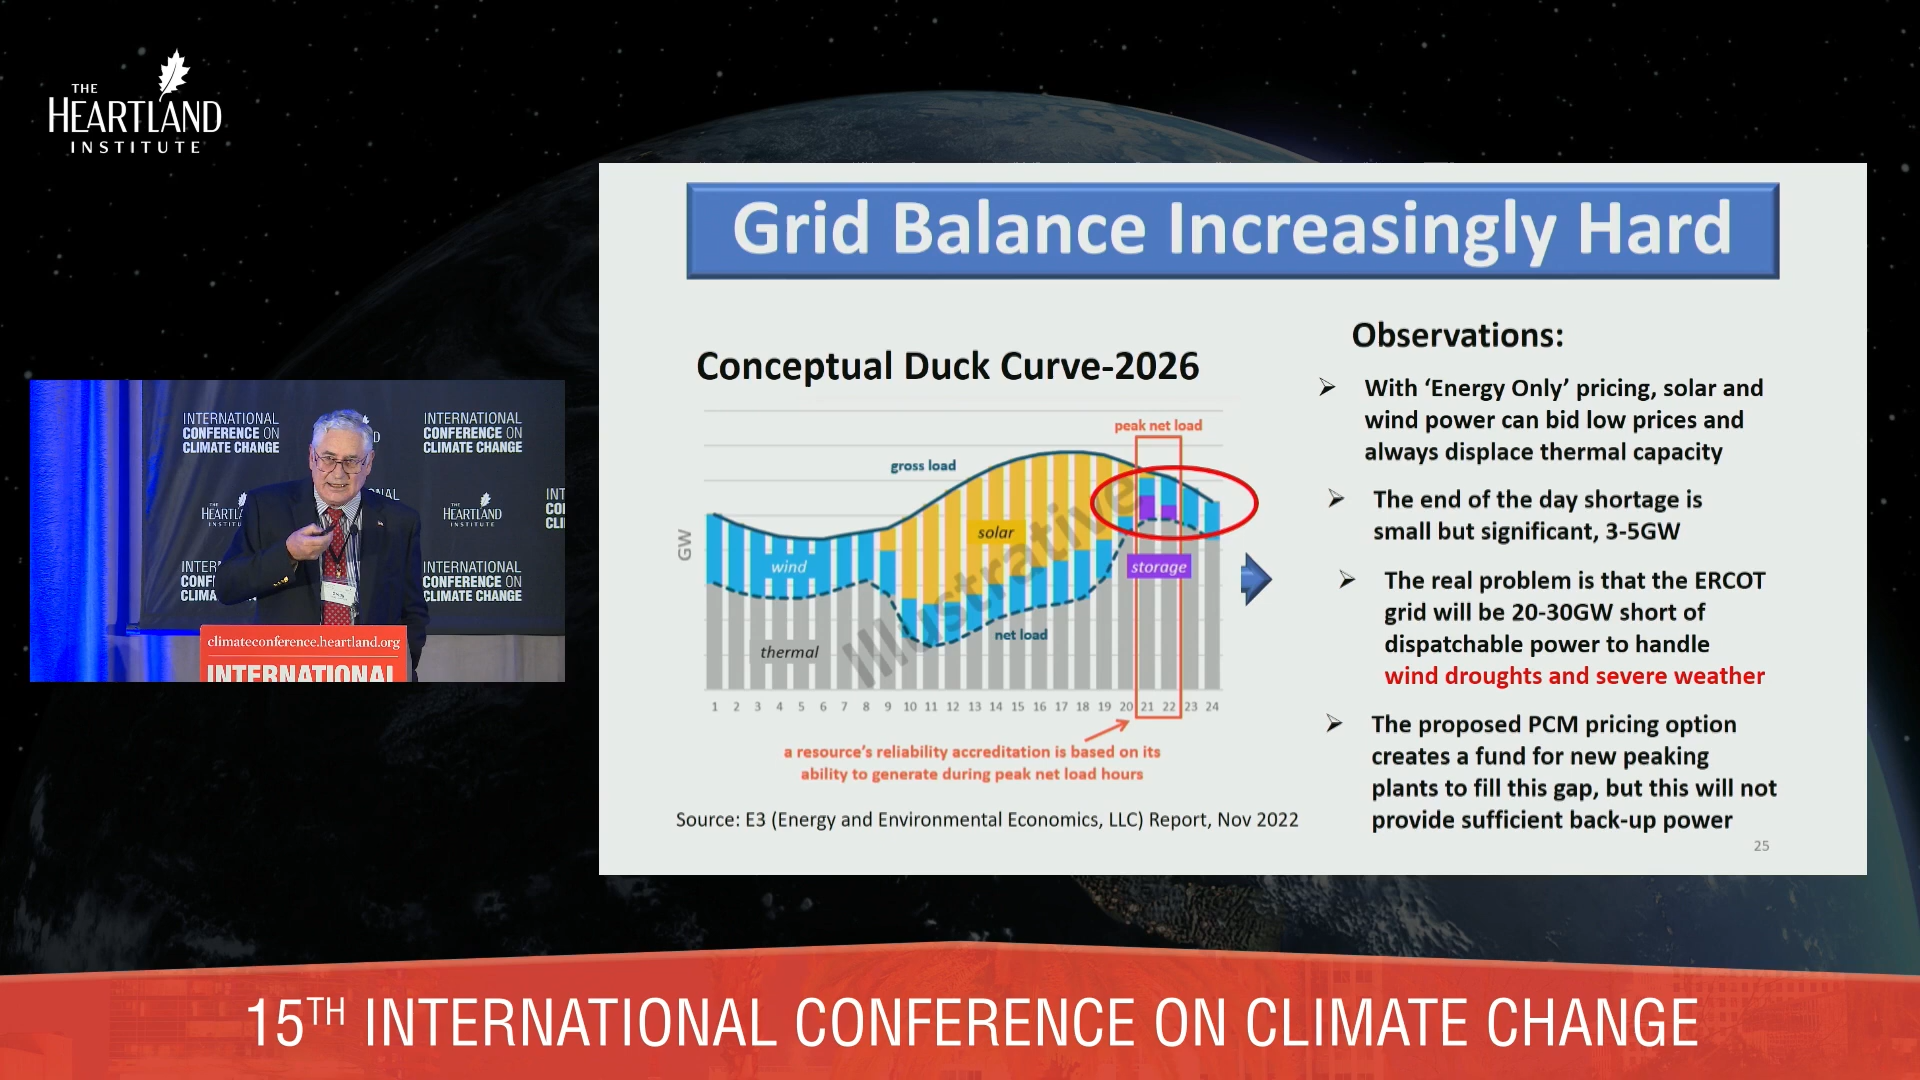 THE
HEARTLAND
INSTITUTE
Grid Balance Increasingly Hard
Conceptual Duck Curve-2026
GW
gross load
peak net load
solar
wind
storage
net load
thermal
Illustrative
1 2 3 4 5 6 7 8 9 10 11 12 13 14 15 16 17 18 19 20 21 22 23 24
a resource's reliability accreditation is based on its
ability to generate during peak net load hours
Source: E3 (Energy and Environmental Economics, LLC) Report, Nov 2022
Observations:
With ‘Energy Only’ pricing, solar and
wind power can bid low prices and
always displace thermal capacity
The end of the day shortage is
small but significant, 3-5GW
The real problem is that the ERCOT
grid will be 20-30GW short of
dispatchable power to handle
wind droughts and severe weather
The proposed PCM pricing option
creates a fund for new peaking
plants to fill this gap, but this will not
provide sufficient back-up power
25
INTERNATIONAL
CONFERENCE ON
CLIMATE CHANGE
INTERNATIONAL
CONFERENCE ON
CLIMATE CHANGE
HEARTLAND
INSTITUTE
CLIMATE CHANGE
CONFERENCE ON
climateconference.heartland.org
INTERNATIONAL
15TH INTERNATIONAL CONFERENCE ON CLIMATE CHANGE